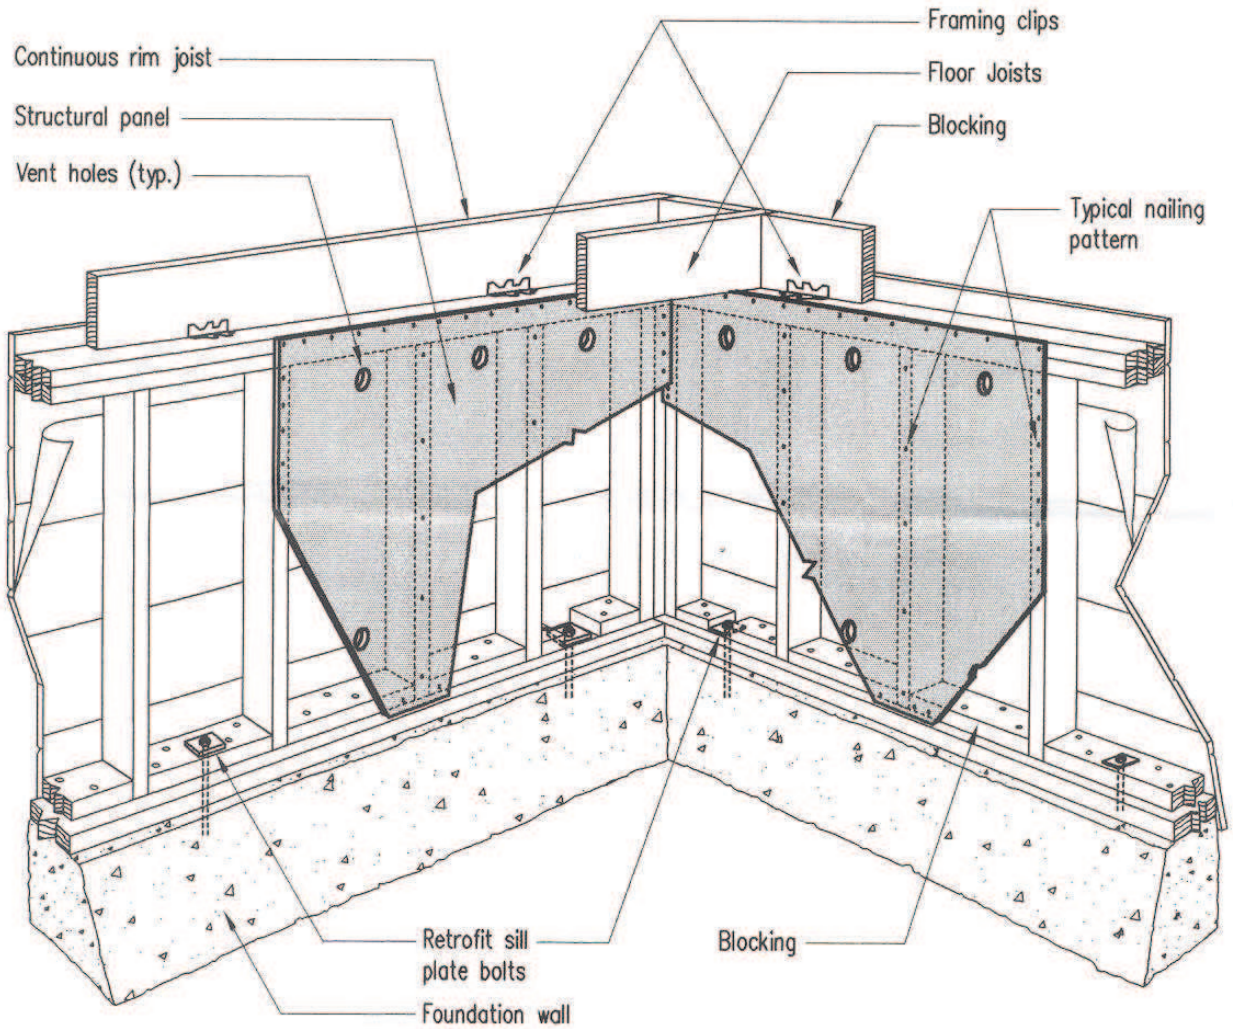 Continuous rim joist
Structural panel
Vent holes (typ.)
Framing clips
Floor Joists
Blocking
Typical nailing
pattern
Retrofit sill
plate bolts
Blocking
Foundation wall